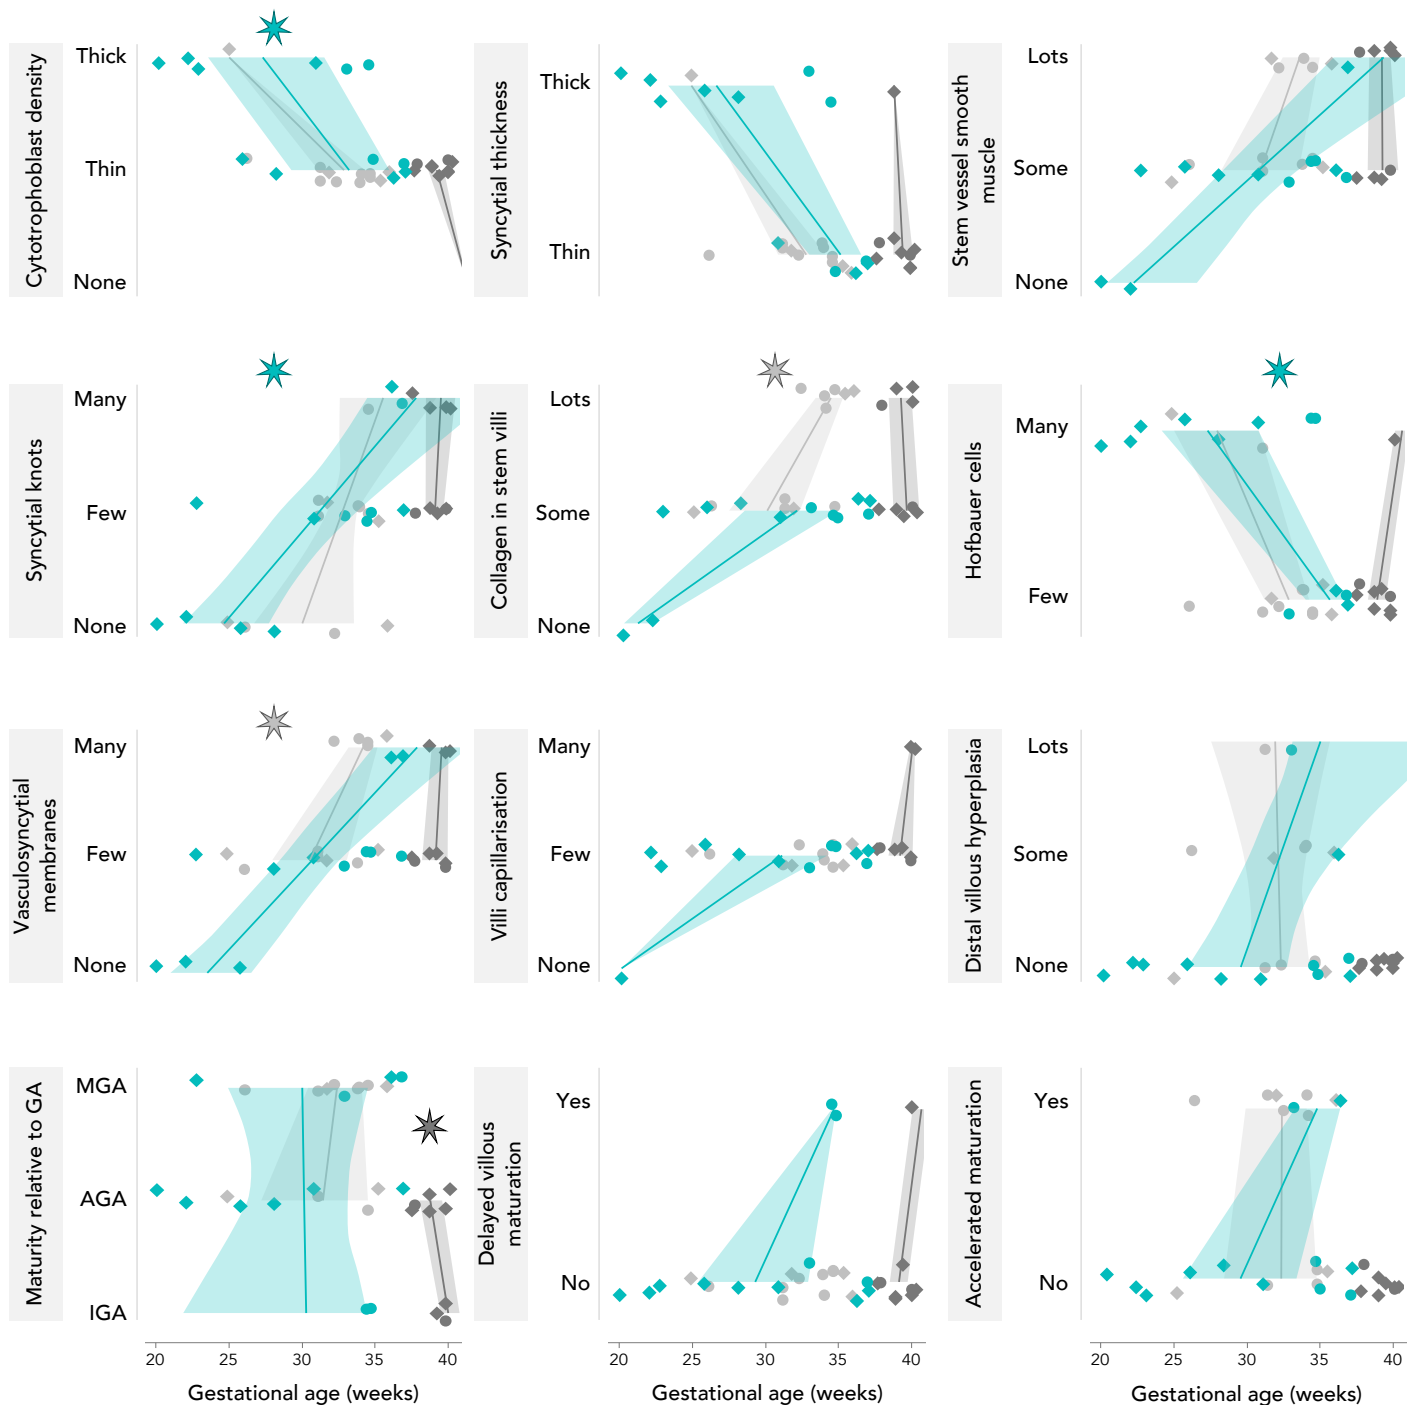 Cytotrophoblast density
Thick
Thin
None
Syncytial thickness
Thick
Thin
Stem vessel smooth
muscle
Lots
Some
None
Syncytial knots
Many
Few
None
Collagen in stem villi
Lots
Some
None
Hofbauer cells
Many
Few
Vasculosyncytial
membranes
Many
Few
None
Villi capillarisation
Many
Few
None
Distal villous hyperplasia
Lots
Some
None
Maturity relative to GA
MGA
AGA
IGA
Delayed villous
maturation
Yes
No
Accelerated maturation
Yes
No
20 25 30 35 40
20 25 30 35 40
20 25 30 35 40
Gestational age (weeks)
Gestational age (weeks)
Gestational age (weeks)